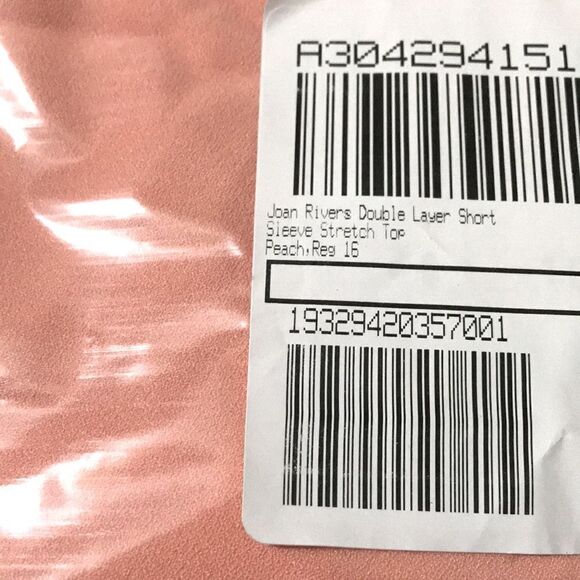 A304294151
Joan Rivers Double Layer Short
Sleeve Stretch Top
Peach,Reg 16
19329420357001